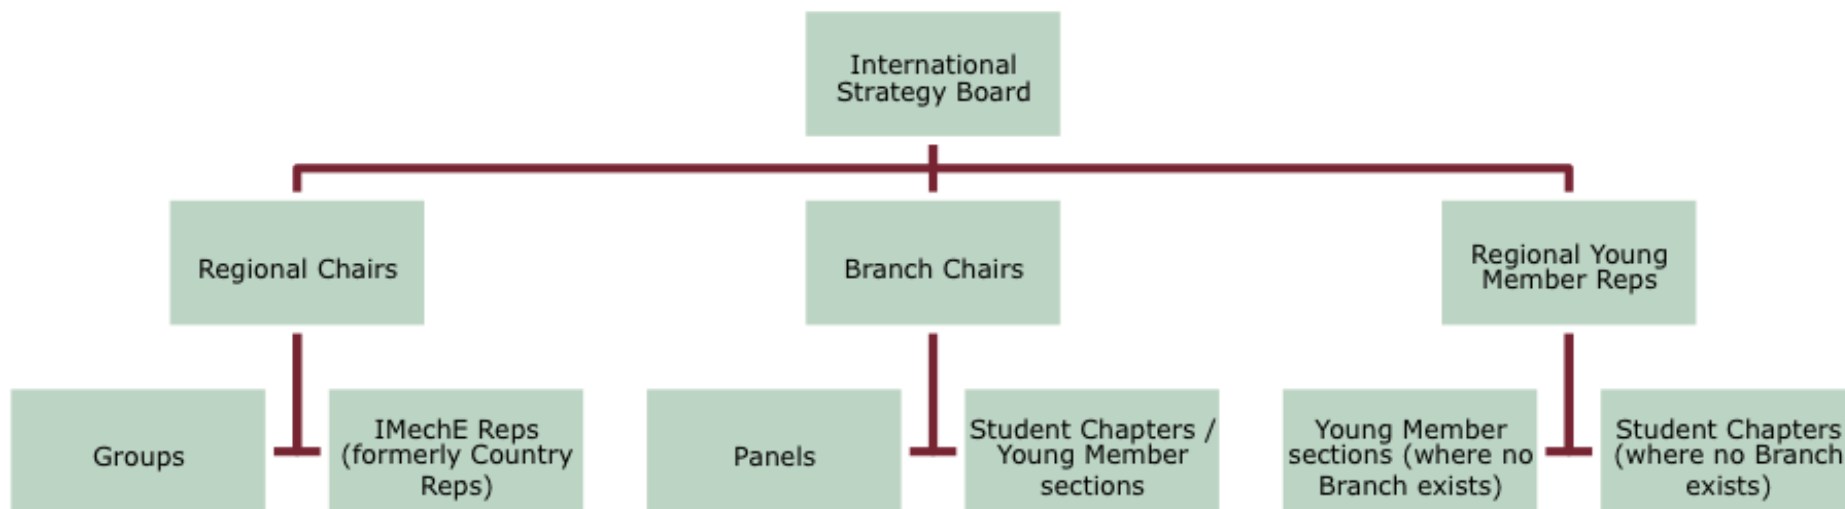 International
Strategy Board
Regional Chairs
Branch Chairs
Regional Young
Member Reps
Groups
IMechE Reps
(formerly Country
Reps)
Panels
Student Chapters /
Young Member
sections
Young Member
sections (where no
Branch exists)
Student Chapters
(where no Branch
exists)